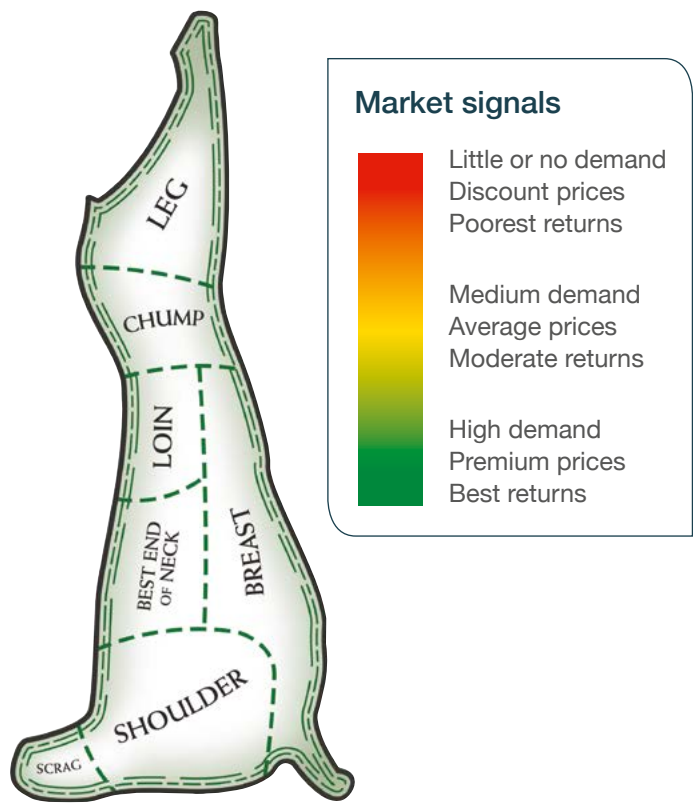 LEG
CHUMP
LOIN
BEST END
OF NECK
BREAST
SHOULDER
SCRAG
Market signals
Little or no demand
Discount prices
Poorest returns
Medium demand
Average prices
Moderate returns
High demand
Premium prices
Best returns